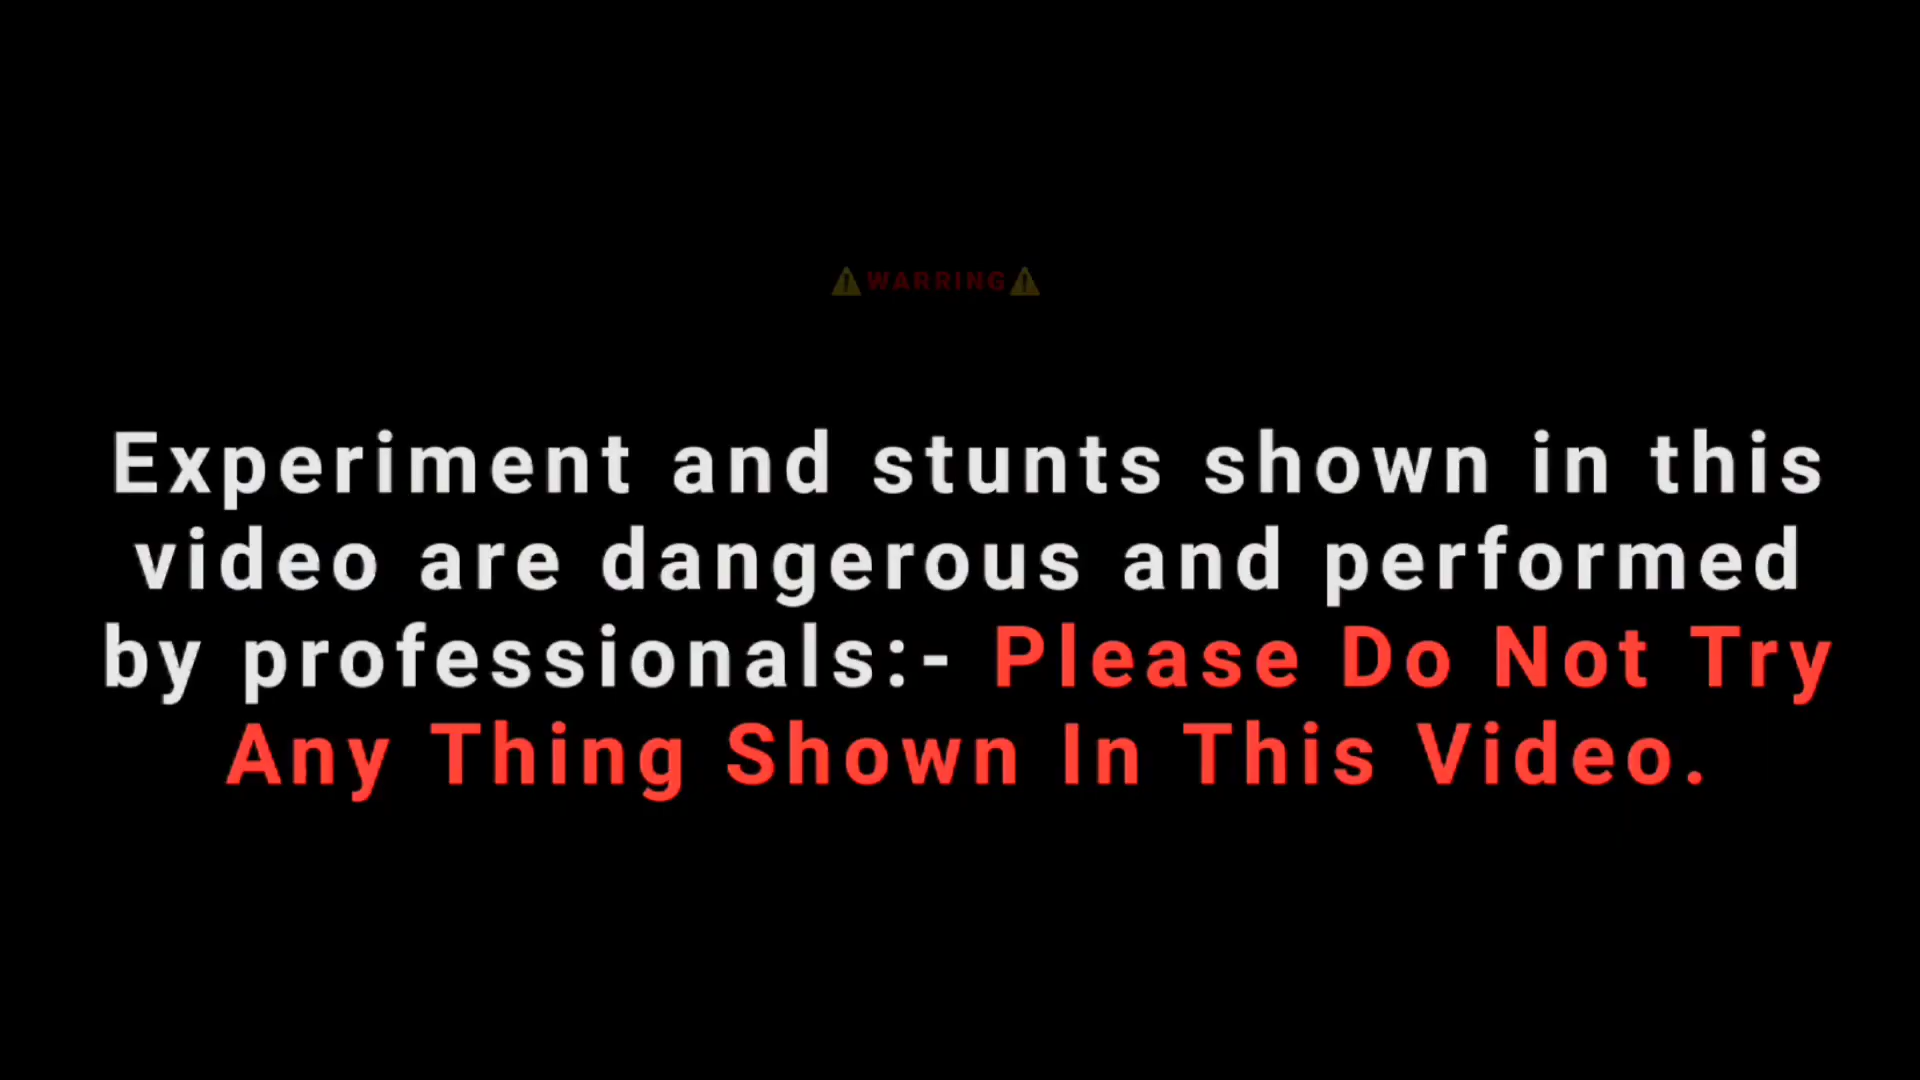 ⚠️WARRING⚠️
Experiment and stunts shown in this
video are dangerous and performed
by professionals:- Please Do Not Try
Any Thing Shown In This Video.